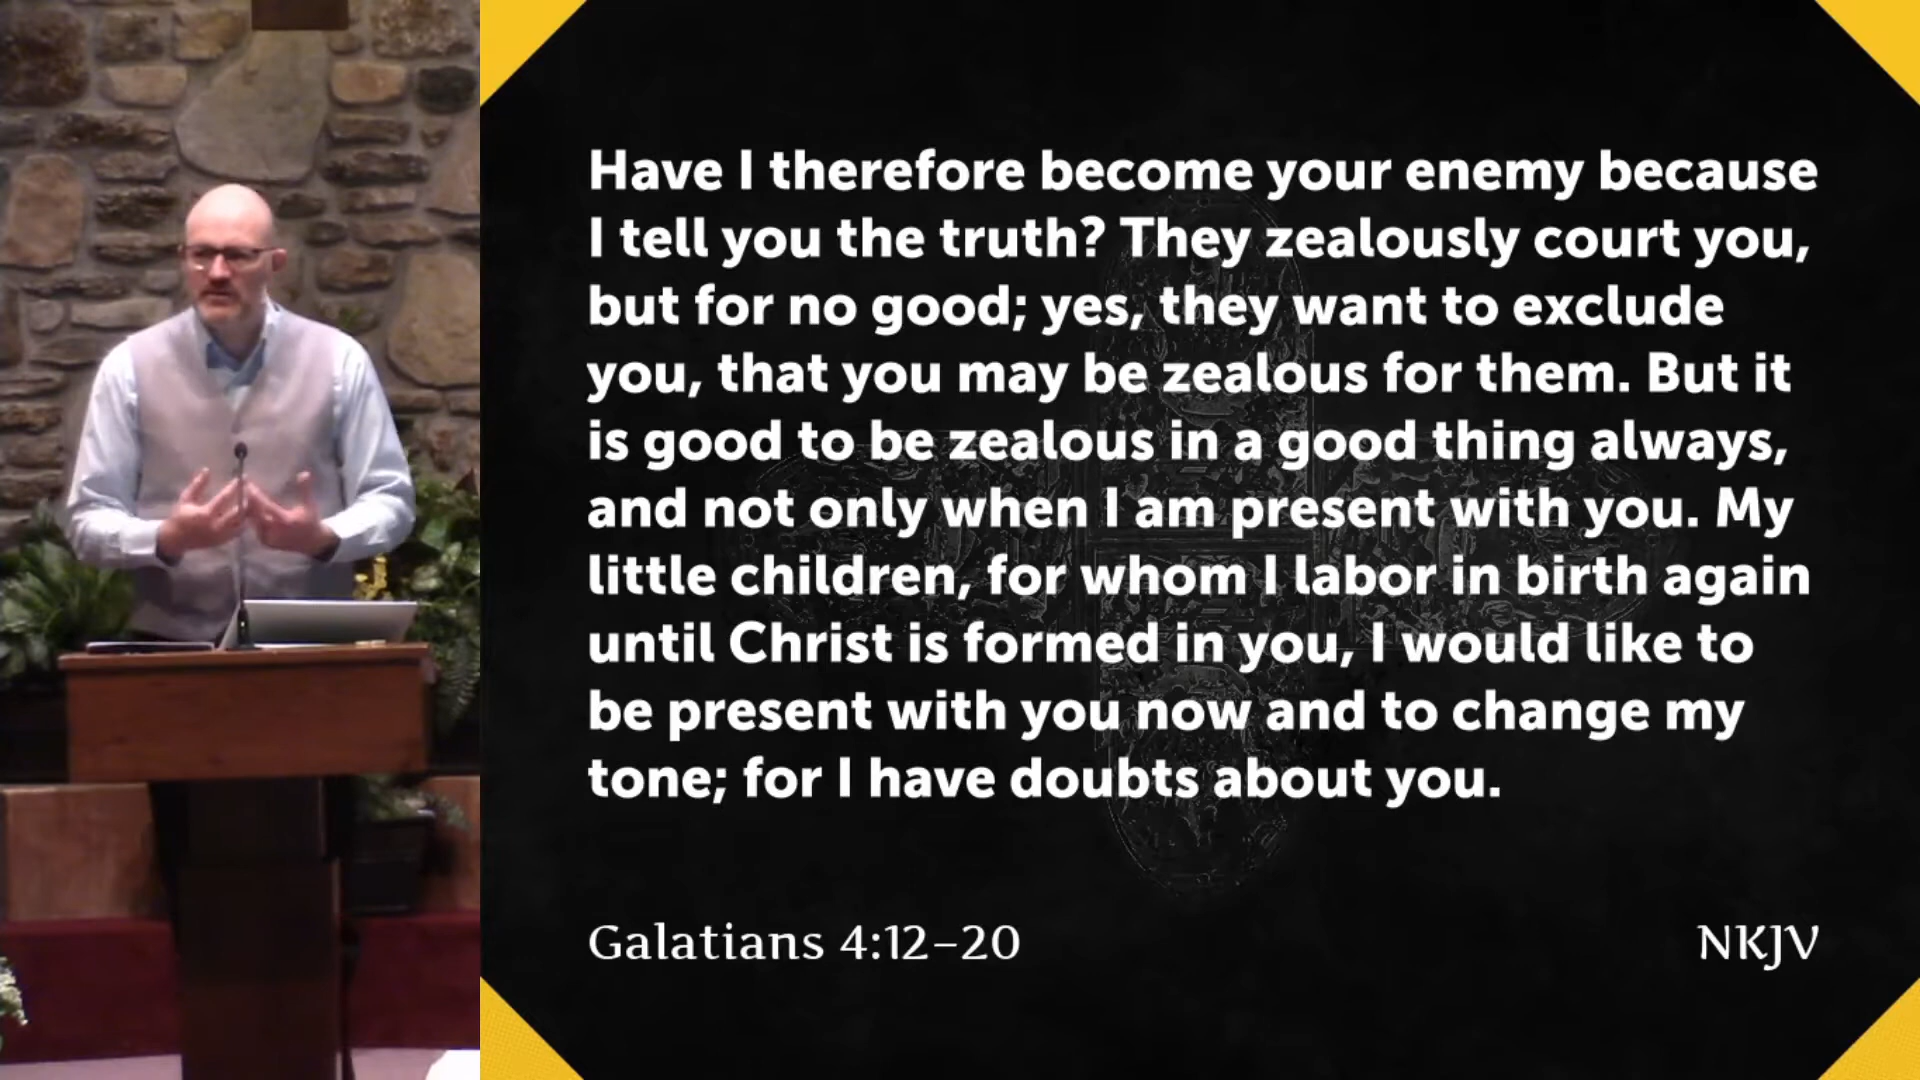 Have I therefore become your enemy because
I tell you the truth? They zealously court you,
but for no good; yes, they want to exclude
you, that you may be zealous for them. But it
is good to be zealous in a good thing always,
and not only when I am present with you. My
little children, for whom I labor in birth again
until Christ is formed in you, I would like to
be present with you now and to change my
tone; for I have doubts about you.
Galatians 4:12–20
NKJV